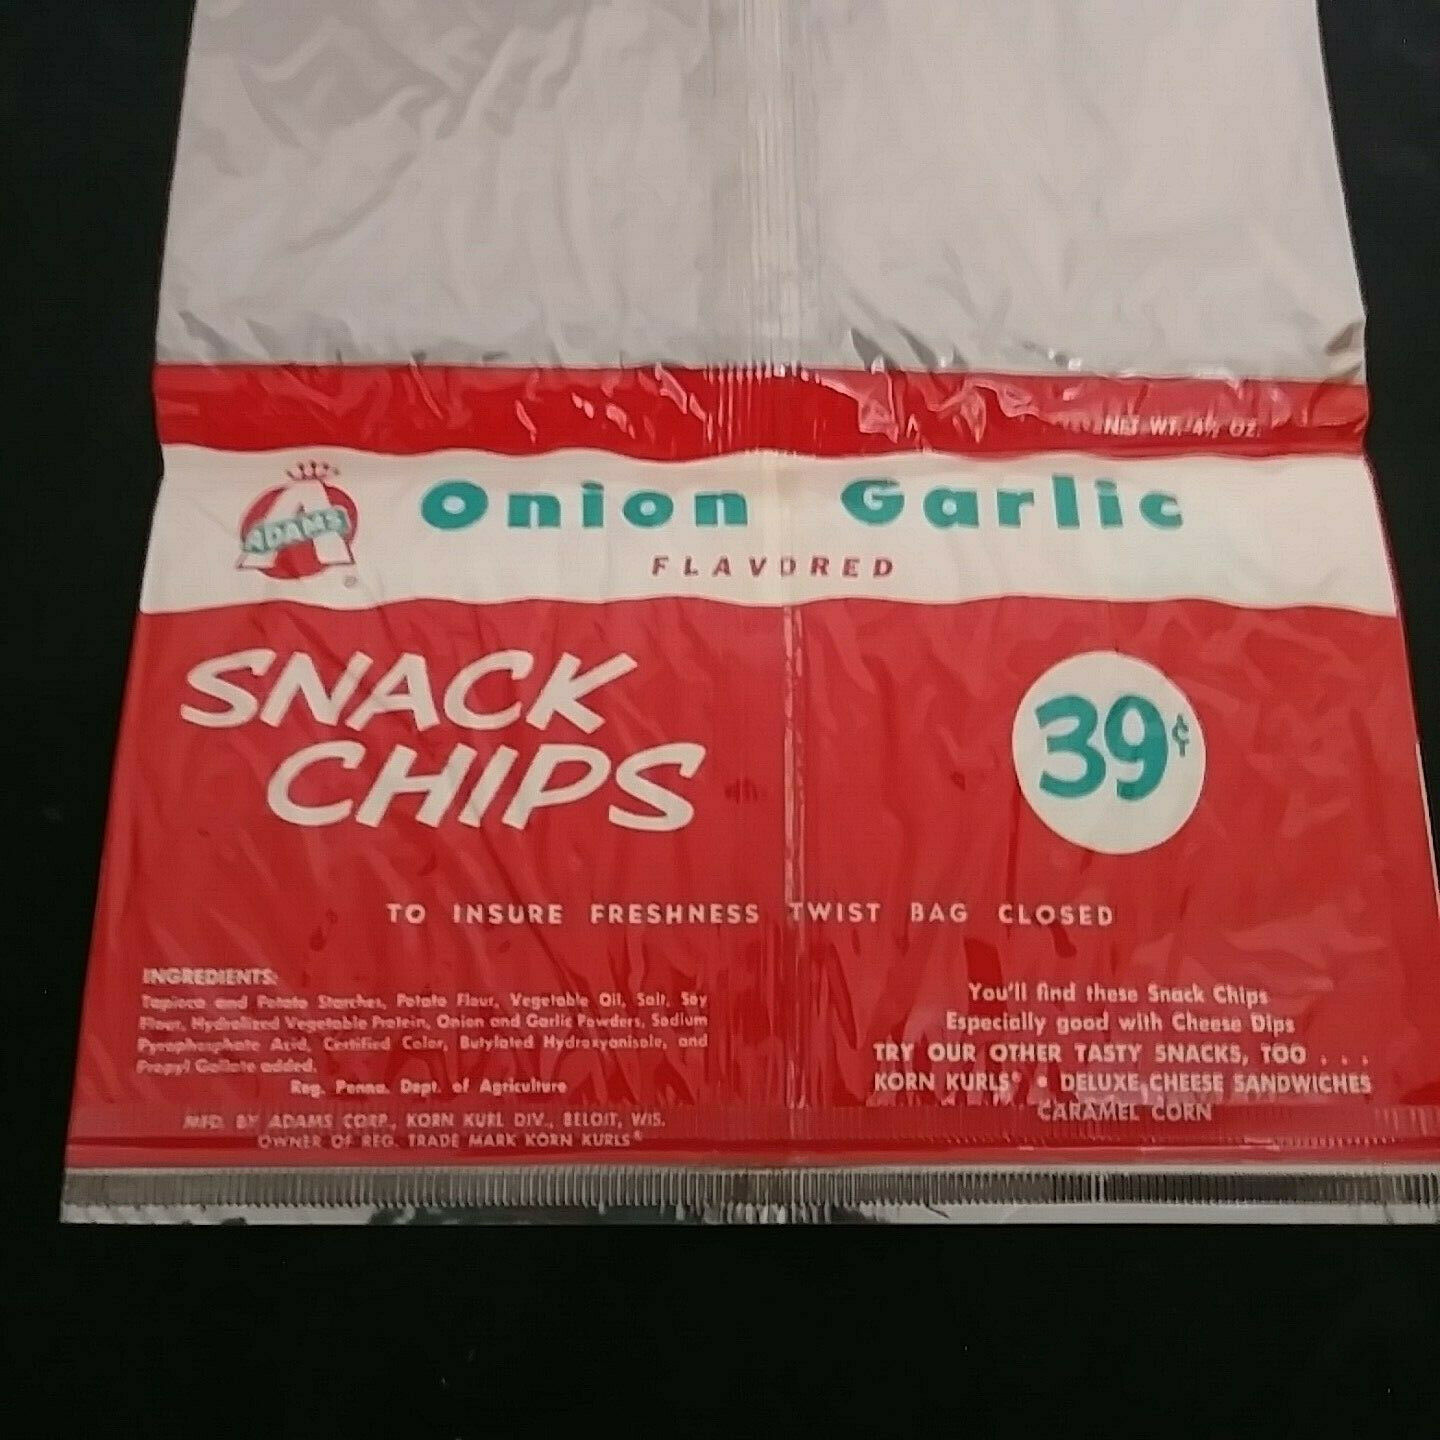 NET WT. 4½ OZ.
ADAMS
®
Onion Garlic
FLAVORED
SNACK
CHIPS
39¢
TO INSURE FRESHNESS TWIST BAG CLOSED
INGREDIENTS:
Tapioca and Potato Starches, Potato Flour, Vegetable Oil, Salt, Soy
Flour, Hydrolized Vegetable Protein, Onion and Garlic Powders, Sodium
Pyrophosphate Acid, Certified Color, Butylated Hydroxyanisole, and
Propyl Gallate added.
Reg. Penna. Dept. of Agriculture
MFD. BY ADAMS CORP., KORN KURL DIV., BELOIT, WIS.
OWNER OF REG. TRADE MARK KORN KURLS®
You'll find these Snack Chips
Especially good with Cheese Dips
TRY OUR OTHER TASTY SNACKS, TOO . . .
KORN KURLS® • DELUXE CHEESE SANDWICHES
CARAMEL CORN